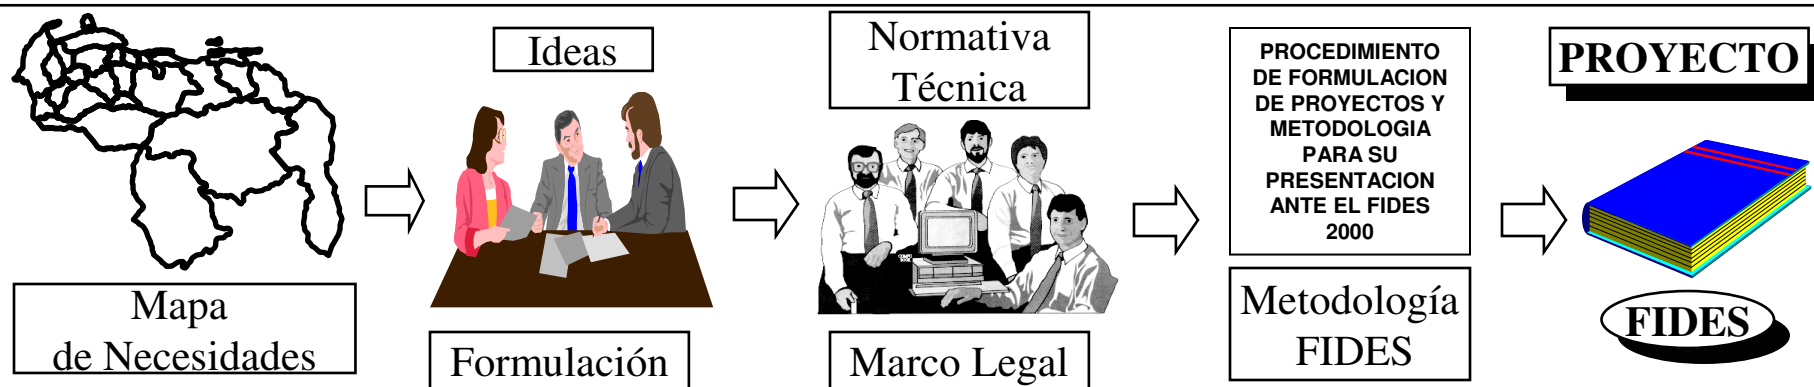 Mapa
de Necesidades
Ideas
Formulación
Normativa
Técnica
Marco Legal
PROCEDIMIENTO
DE FORMULACION
DE PROYECTOS Y
METODOLOGIA
PARA SU
PRESENTACION
ANTE EL FIDES
2000
Metodología
FIDES
PROYECTO
FIDES